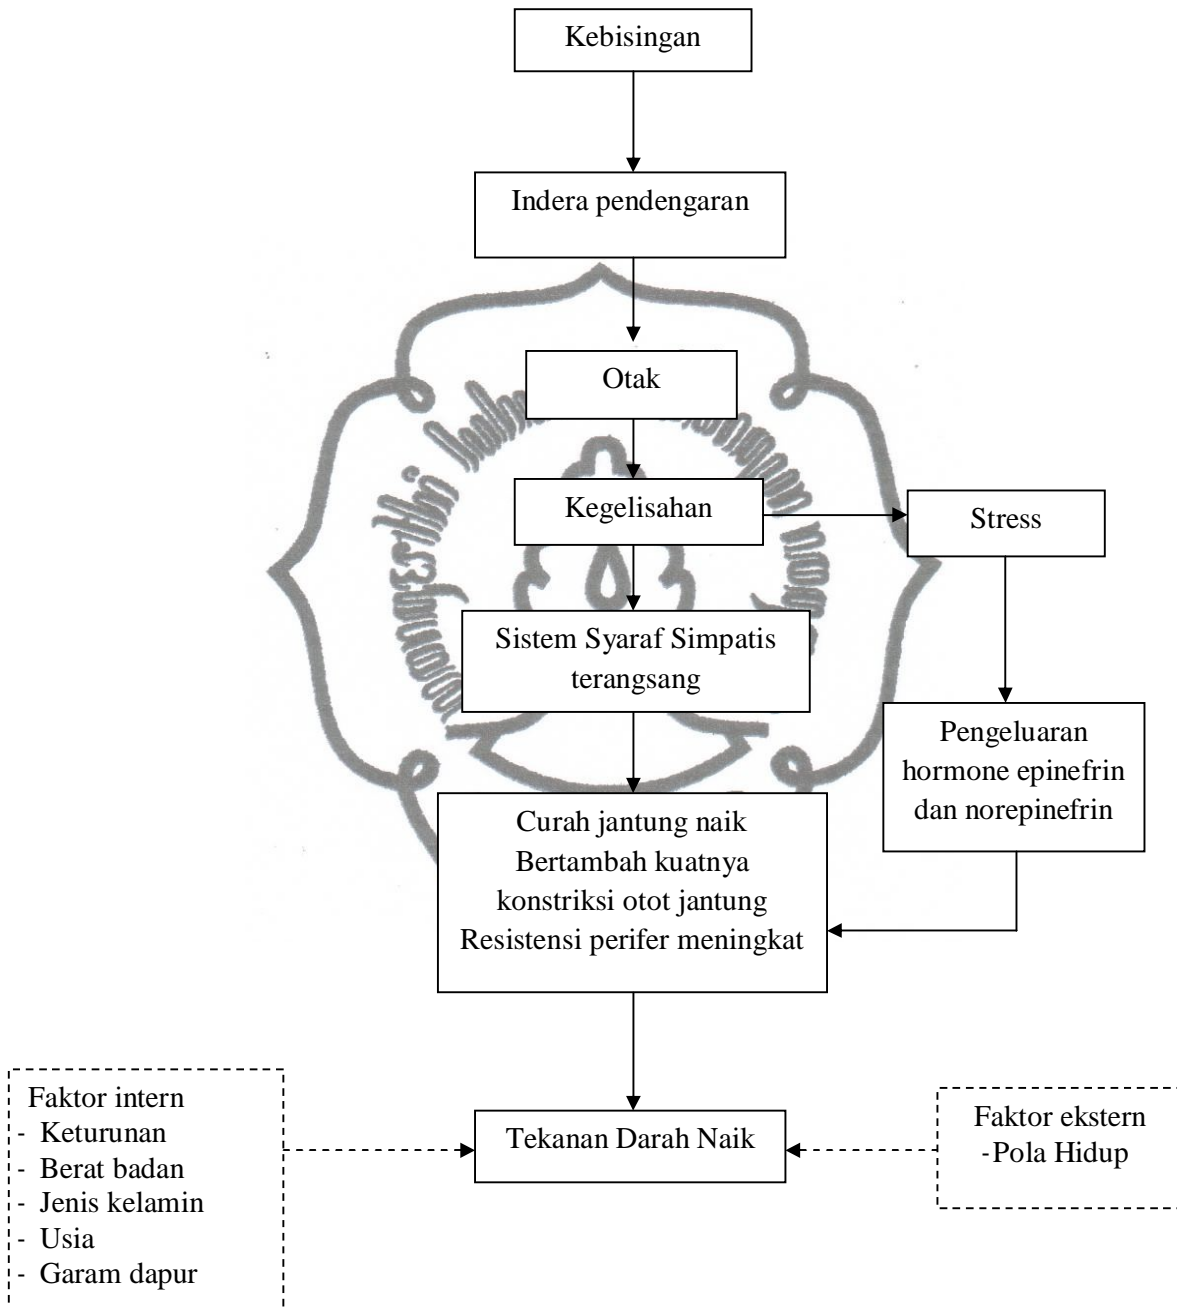 Kebisingan
Indera pendengaran
Otak
Kegelisahan
Stress
Sistem Syaraf Simpatis
terangsang
Pengeluaran
hormone epinefrin
dan norepinefrin
Curah jantung naik
Bertambah kuatnya
konstriksi otot jantung
Resistensi perifer meningkat
Faktor intern
- Keturunan
- Berat badan
- Jenis kelamin
- Usia
- Garam dapur
Tekanan Darah Naik
Faktor ekstern
-Pola Hidup